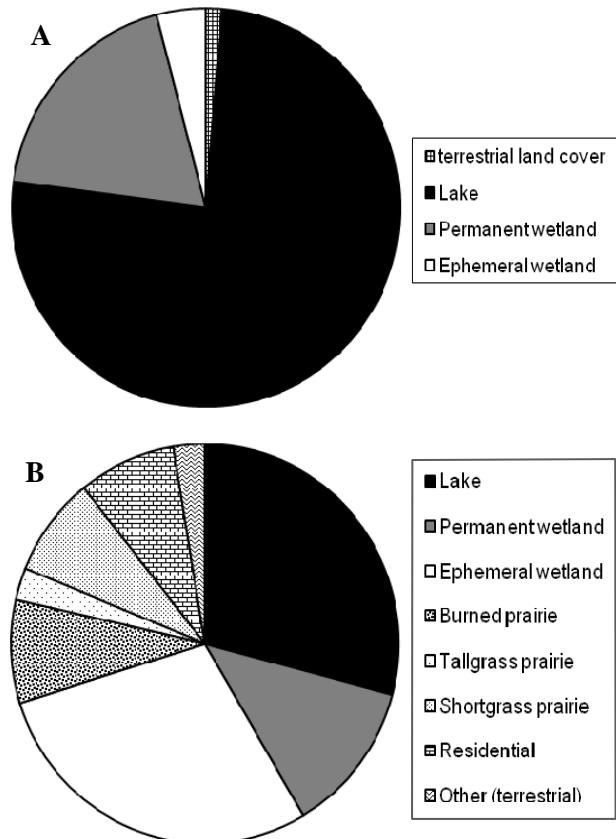 A
terrestrial land cover
Lake
Permanent wetland
Ephemeral wetland
B
Lake
Permanent wetland
Ephemeral wetland
Burned prairie
Tallgrass prairie
Shortgrass prairie
Residential
Other (terrestrial)